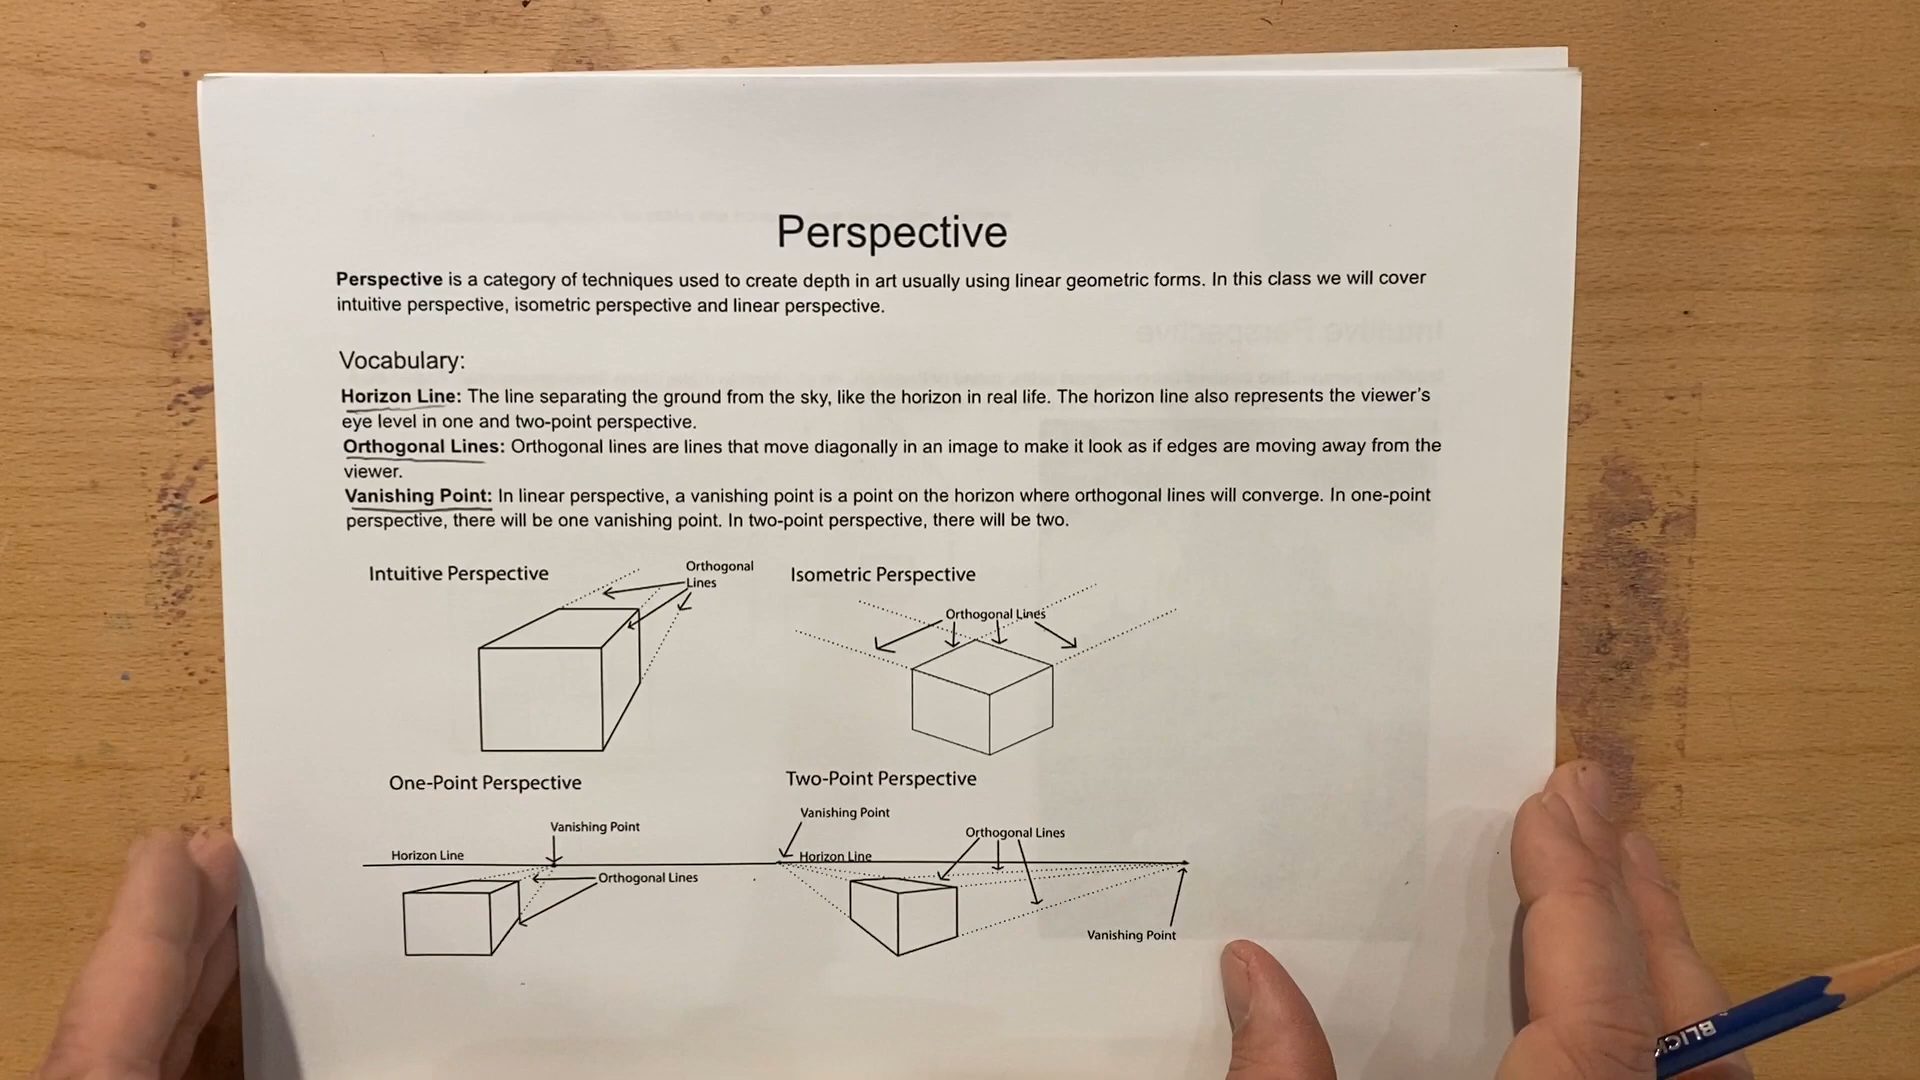 Perspective
Perspective is a category of techniques used to create depth in art usually using linear geometric forms. In this class we will cover
intuitive perspective, isometric perspective and linear perspective.
Vocabulary:
Horizon Line: The line separating the ground from the sky, like the horizon in real life. The horizon line also represents the viewer's
eye level in one and two-point perspective.
Orthogonal Lines: Orthogonal lines are lines that move diagonally in an image to make it look as if edges are moving away from the
viewer.
Vanishing Point: In linear perspective, a vanishing point is a point on the horizon where orthogonal lines will converge. In one-point
perspective, there will be one vanishing point. In two-point perspective, there will be two.
Intuitive Perspective
Orthogonal
Lines
Isometric Perspective
Orthogonal Lines
One-Point Perspective
Vanishing Point
Horizon Line
Orthogonal Lines
Two-Point Perspective
Vanishing Point
Orthogonal Lines
Horizon Line
Vanishing Point
Intuitive Perspective
BLICK